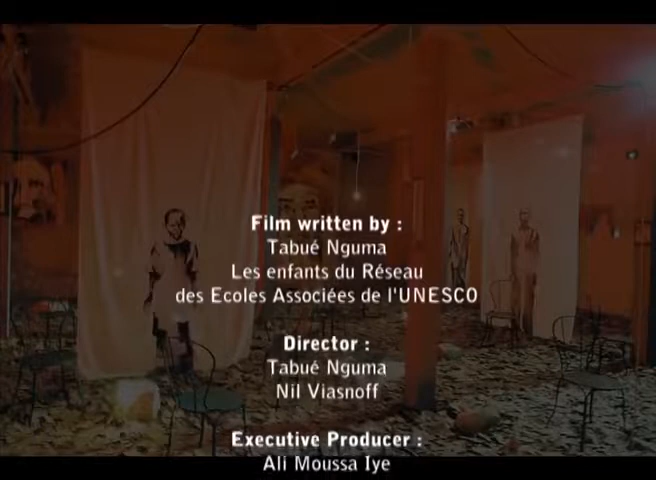 Film written by :
Tabué Nguma
Les enfants du Réseau
des Ecoles Associées de l'UNESCO
Director :
Tabué Nguma
Nil Viasnoff
Executive Producer :
Ali Moussa Iye